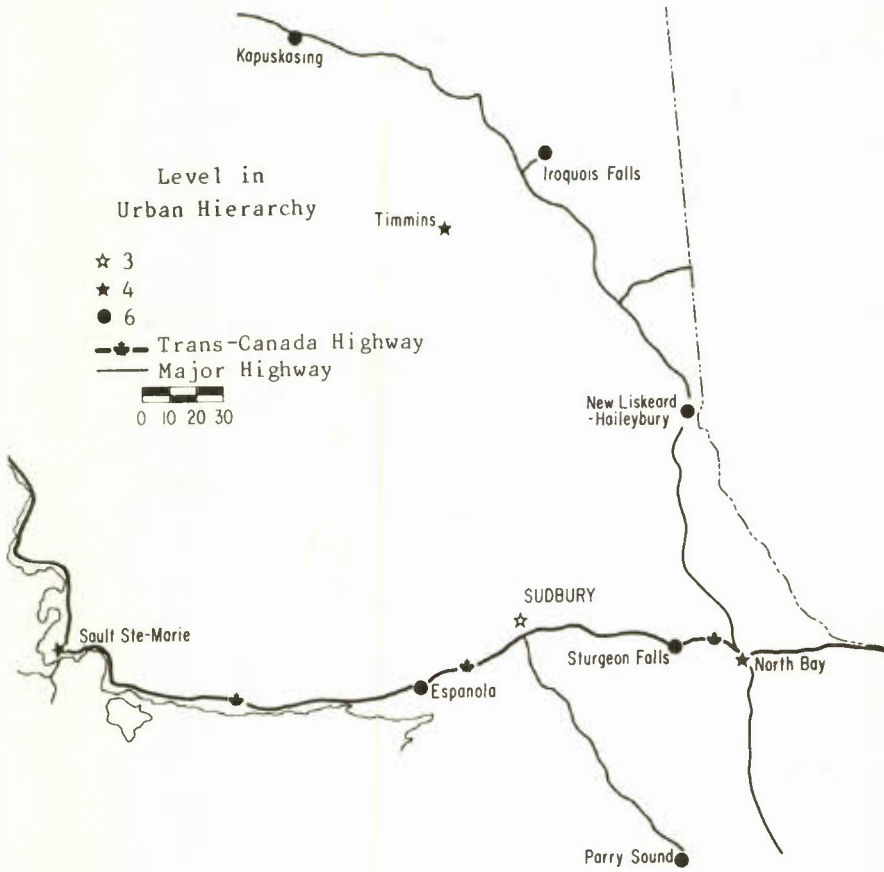 Kapuskasing
Iroquois Falls
Level in
Urban Hierarchy
Timmins
3
4
6
Trans-Canada Highway
Major Highway
0 10 20 30
New Liskeard
-Haileybury
SUDBURY
Sault Ste-Marie
Sturgeon Falls
North Bay
Espanola
Parry Sound